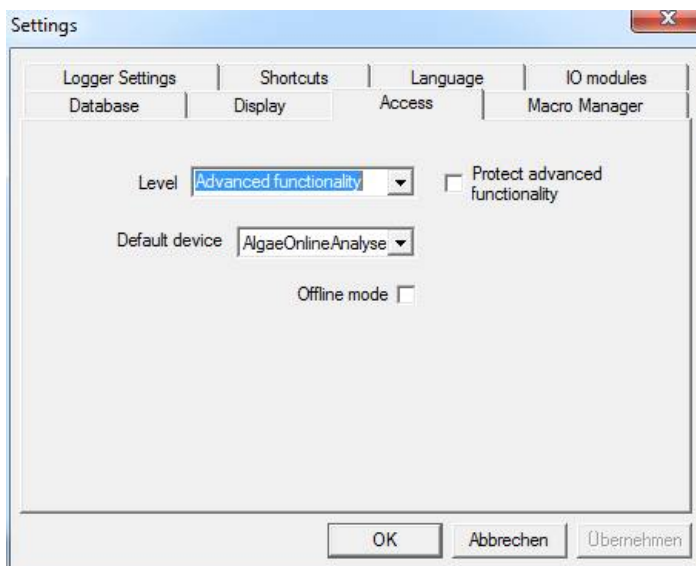 Settings
Logger Settings Shortcuts Language IO modules
Database Display Access Macro Manager
Level Advanced functionality Protect advanced
functionality
Default device AlgaeOnlineAnalyse
Offline mode
OK Abbrechen Übernehmen